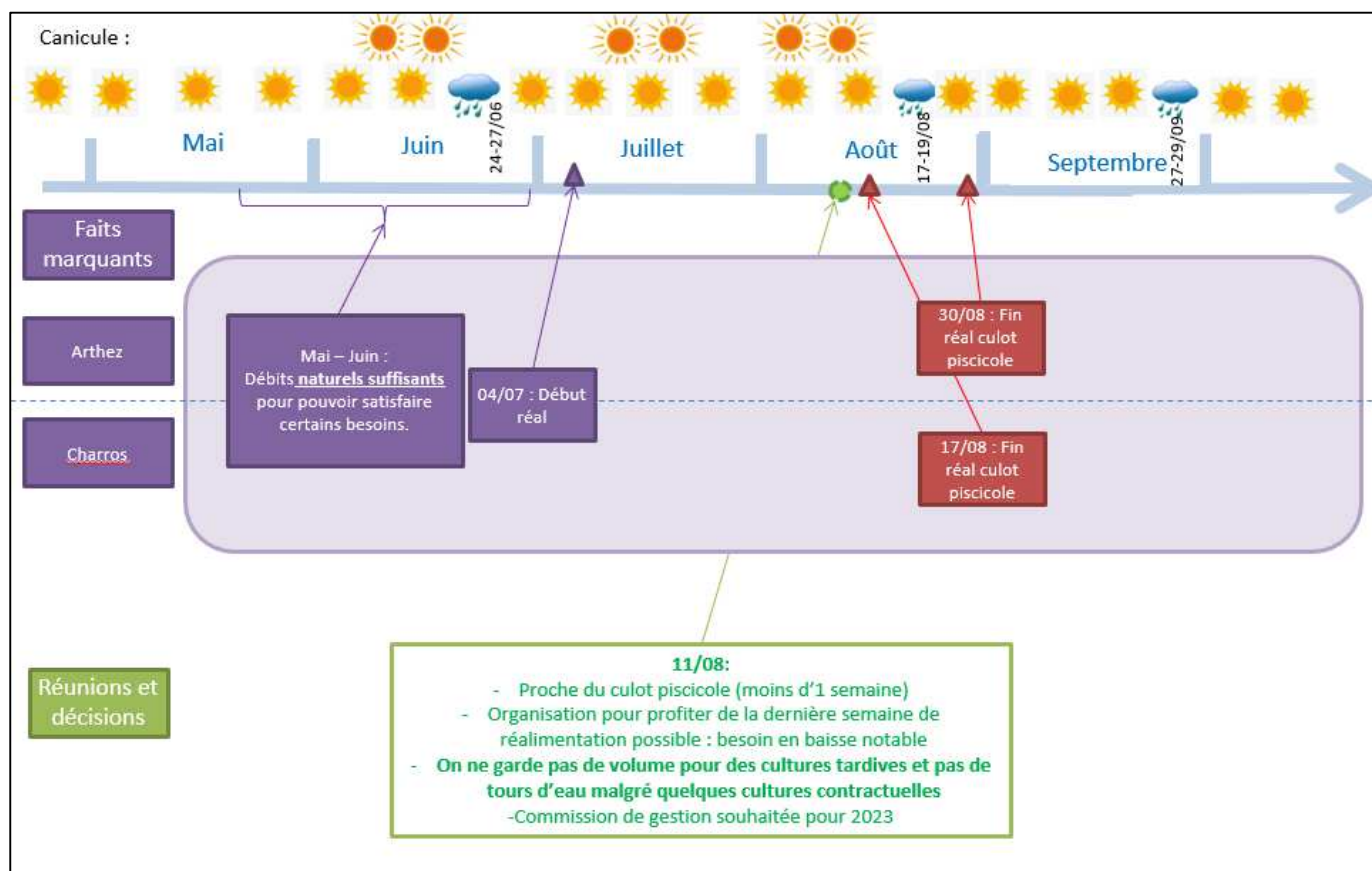 Canicule :
24-27/06
17-19/08
27-29/09
Mai
Juin
Juillet
Août
Septembre
Faits
marquants
Arthez
Charros
Mai – Juin :
Débits naturels suffisants
pour pouvoir satisfaire
certains besoins.
04/07 : Début
réal
30/08 : Fin
réal culot
piscicole
17/08 : Fin
réal culot
piscicole
Réunions et
décisions
11/08:
- Proche du culot piscicole (moins d'1 semaine)
- Organisation pour profiter de la dernière semaine de
réalimentation possible : besoin en baisse notable
- On ne garde pas de volume pour des cultures tardives et pas de
tours d'eau malgré quelques cultures contractuelles
-Commission de gestion souhaitée pour 2023